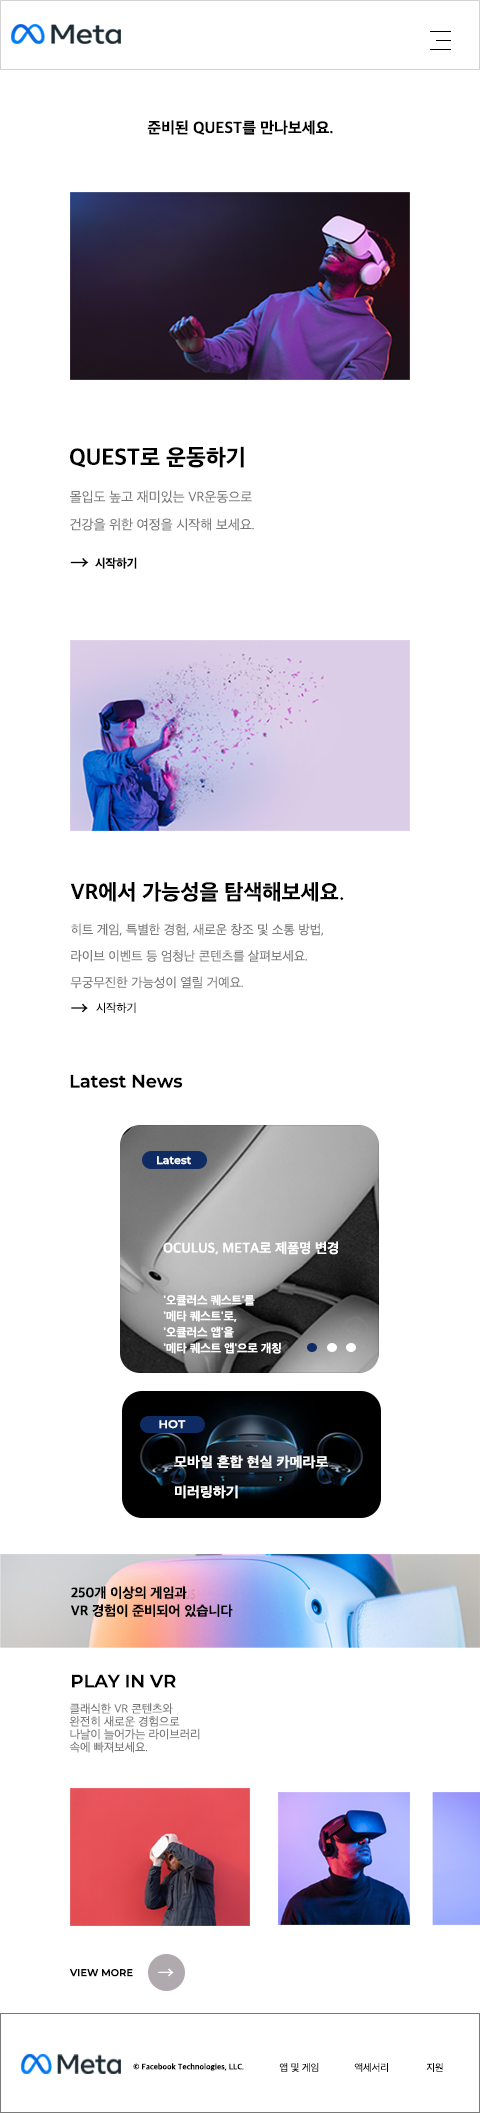 Meta
준비된 QUEST를 만나보세요.
QUEST로 운동하기
몰입도 높고 재미있는 VR운동으로
건강을 위한 여정을 시작해 보세요.
시작하기
VR에서 가능성을 탐색해보세요.
히트 게임, 특별한 경험, 새로운 창조 및 소통 방법,
라이브 이벤트 등 엄청난 콘텐츠를 살펴보세요.
무궁무진한 가능성이 열릴 거예요.
시작하기
Latest News
Latest
OCULUS, META로 제품명 변경
'오큘러스 퀘스트'를
'메타 퀘스트'로,
'오큘러스 앱'을
'메타 퀘스트 앱'으로 개칭
HOT
모바일 혼합 현실 카메라로
미러링하기
250개 이상의 게임과
VR 경험이 준비되어 있습니다
PLAY IN VR
클래식한 VR 콘텐츠와
완전히 새로운 경험으로
나날이 늘어가는 라이브러리
속에 빠져보세요.
VIEW MORE
Meta © Facebook Technologies, LLC. 앱 및 게임 액세서리 지원